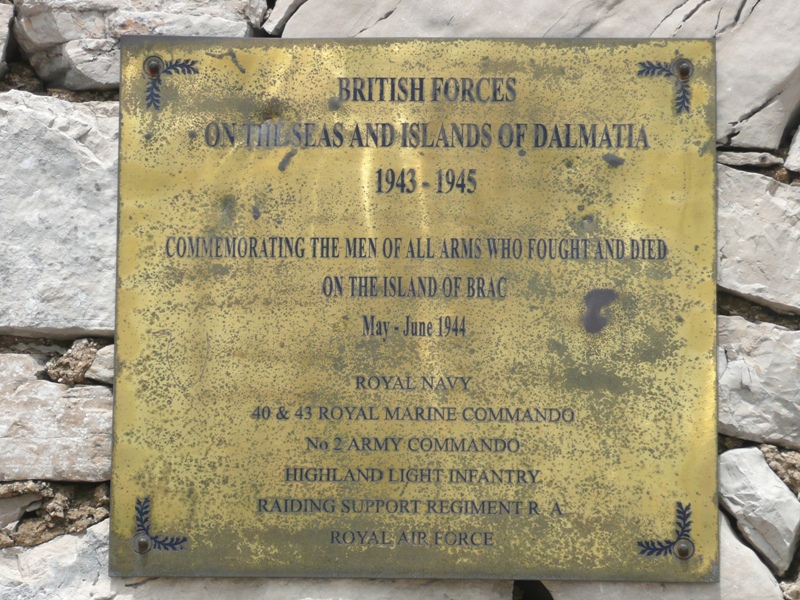 BRITISH FORCES
ON THE SEAS AND ISLANDS OF DALMATIA
1943 - 1945
COMMEMORATING THE MEN OF ALL ARMS WHO FOUGHT AND DIED
ON THE ISLAND OF BRAC
May - June 1944
ROYAL NAVY
40 & 43 ROYAL MARINE COMMANDO
No 2 ARMY COMMANDO
HIGHLAND LIGHT INFANTRY
RAIDING SUPPORT REGIMENT R. A.
ROYAL AIR FORCE